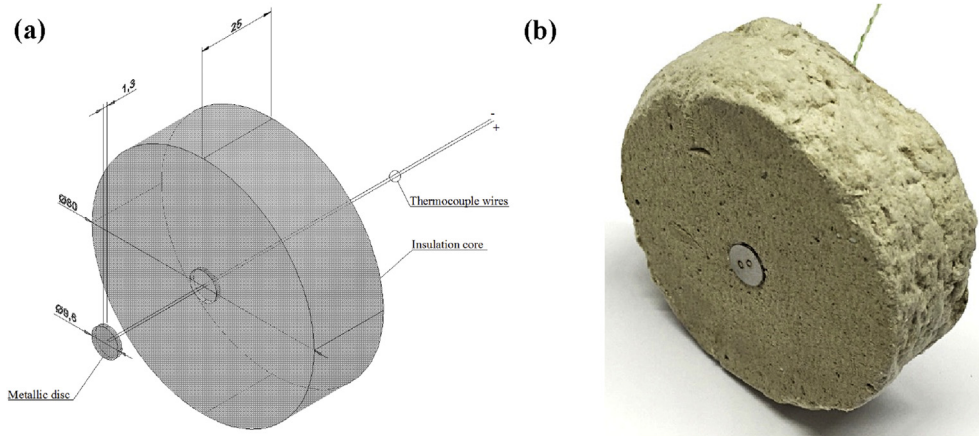 (a)
(b)
25
1,3
-
+
Thermocouple wires
Ø80
Insulation core
Ø9,6
Metallic disc